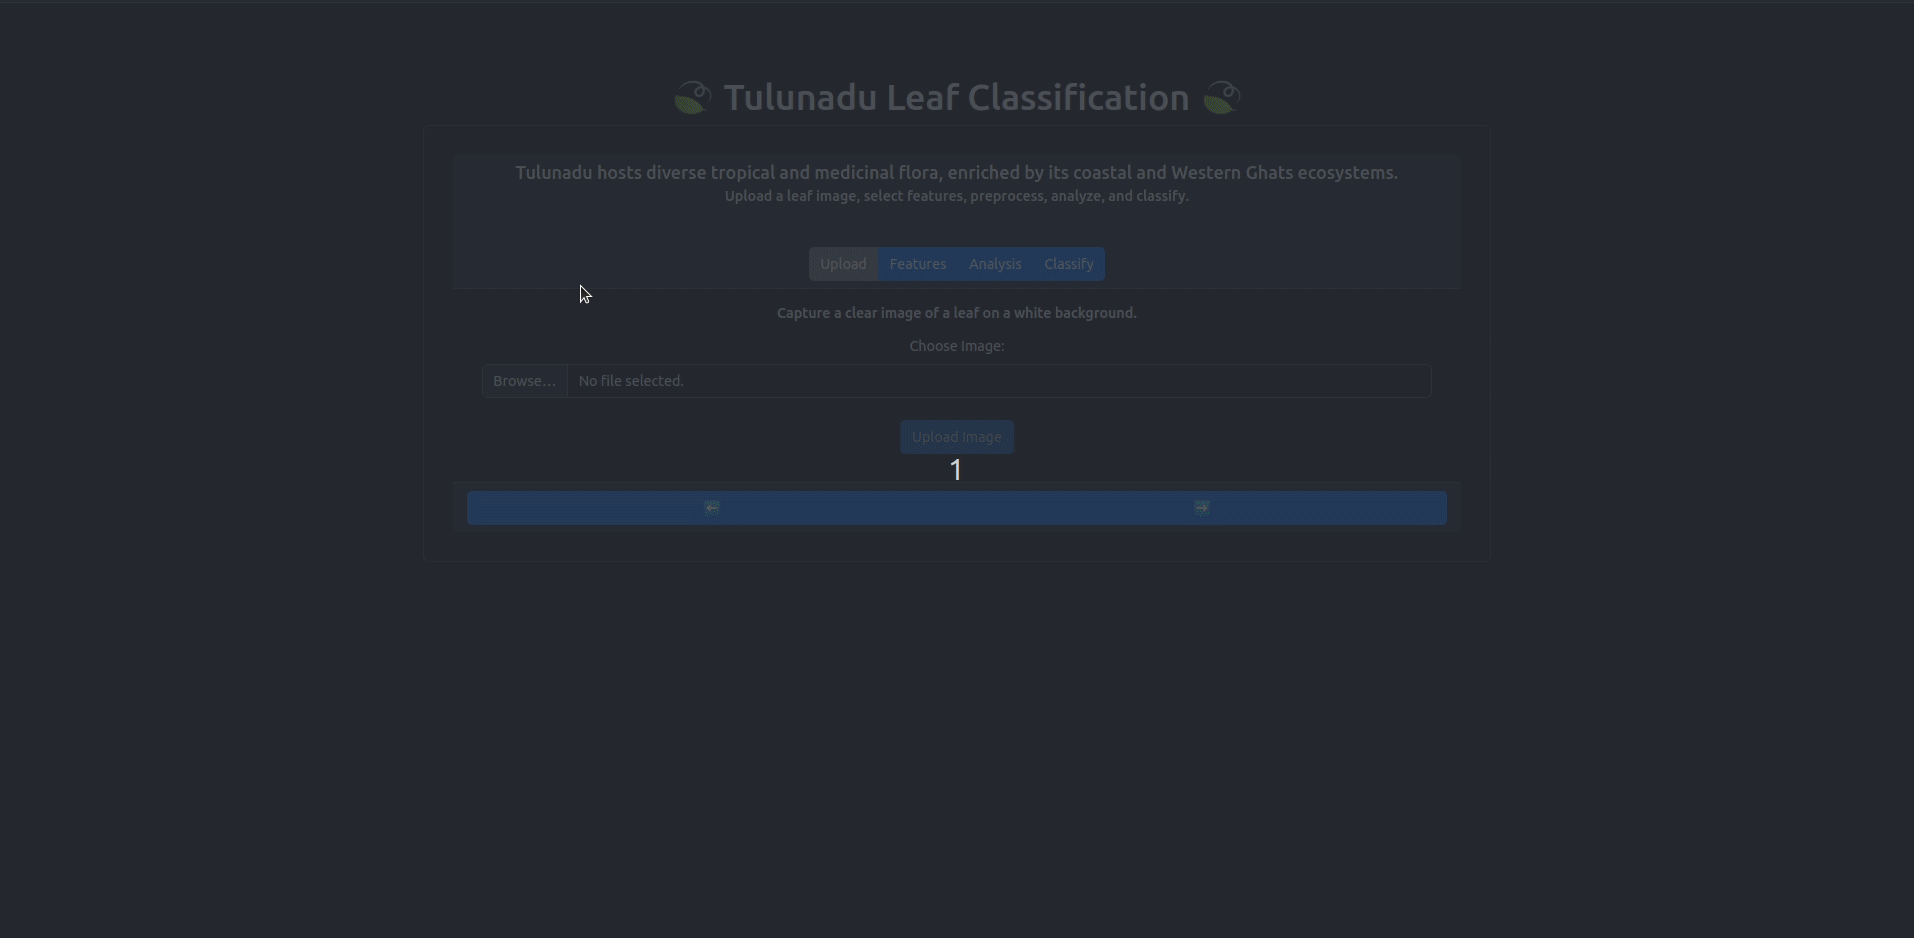 Tulunadu Leaf Classification
Tulunadu hosts diverse tropical and medicinal flora, enriched by its coastal and Western Ghats ecosystems.
Upload a leaf image, select features, preprocess, analyze, and classify.
Upload Features Analysis Classify
Capture a clear image of a leaf on a white background.
Choose Image:
Browse... No file selected.
Upload Image
1